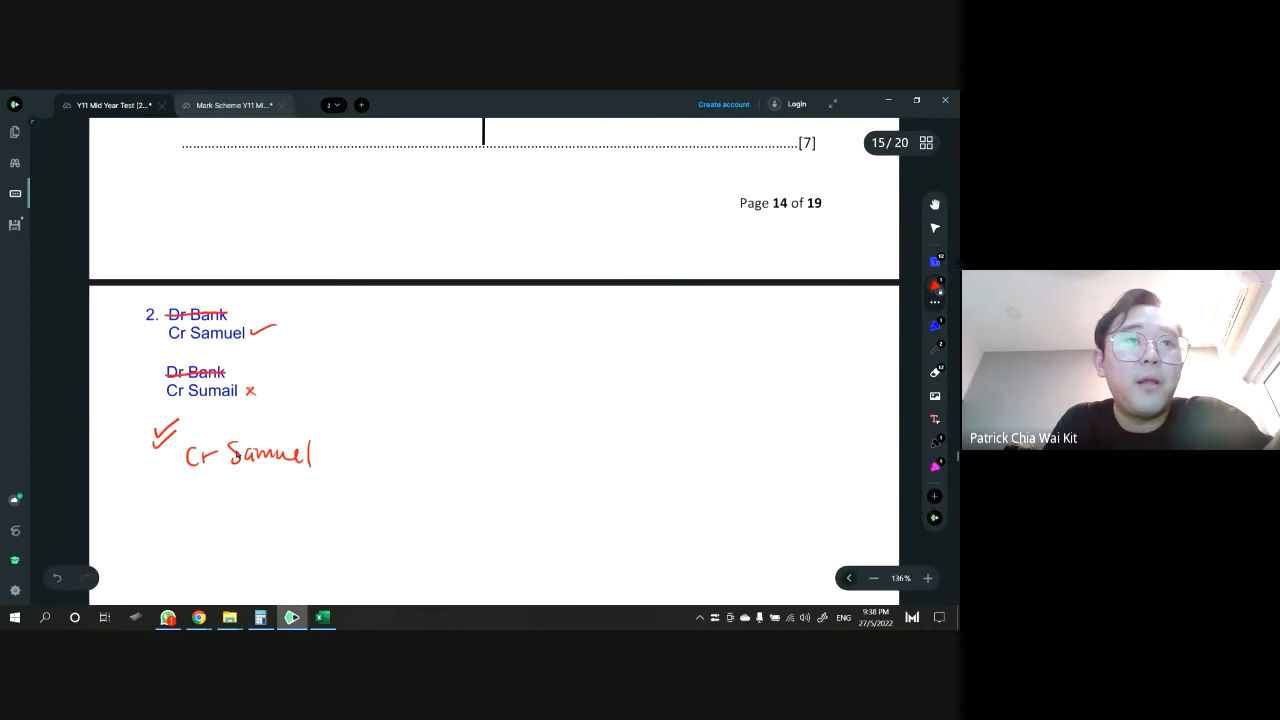 Y11 Mid Year Test [2...*
Mark Scheme Y11 Mi...*
2
Create account
Login
[7]
15 / 20
Page 14 of 19
2. Dr Bank
Cr Samuel
Dr Bank
Cr Sumail
Cr Samuel
Patrick Chia Wai Kit
136%
9:38 PM
ENG
27/5/2022